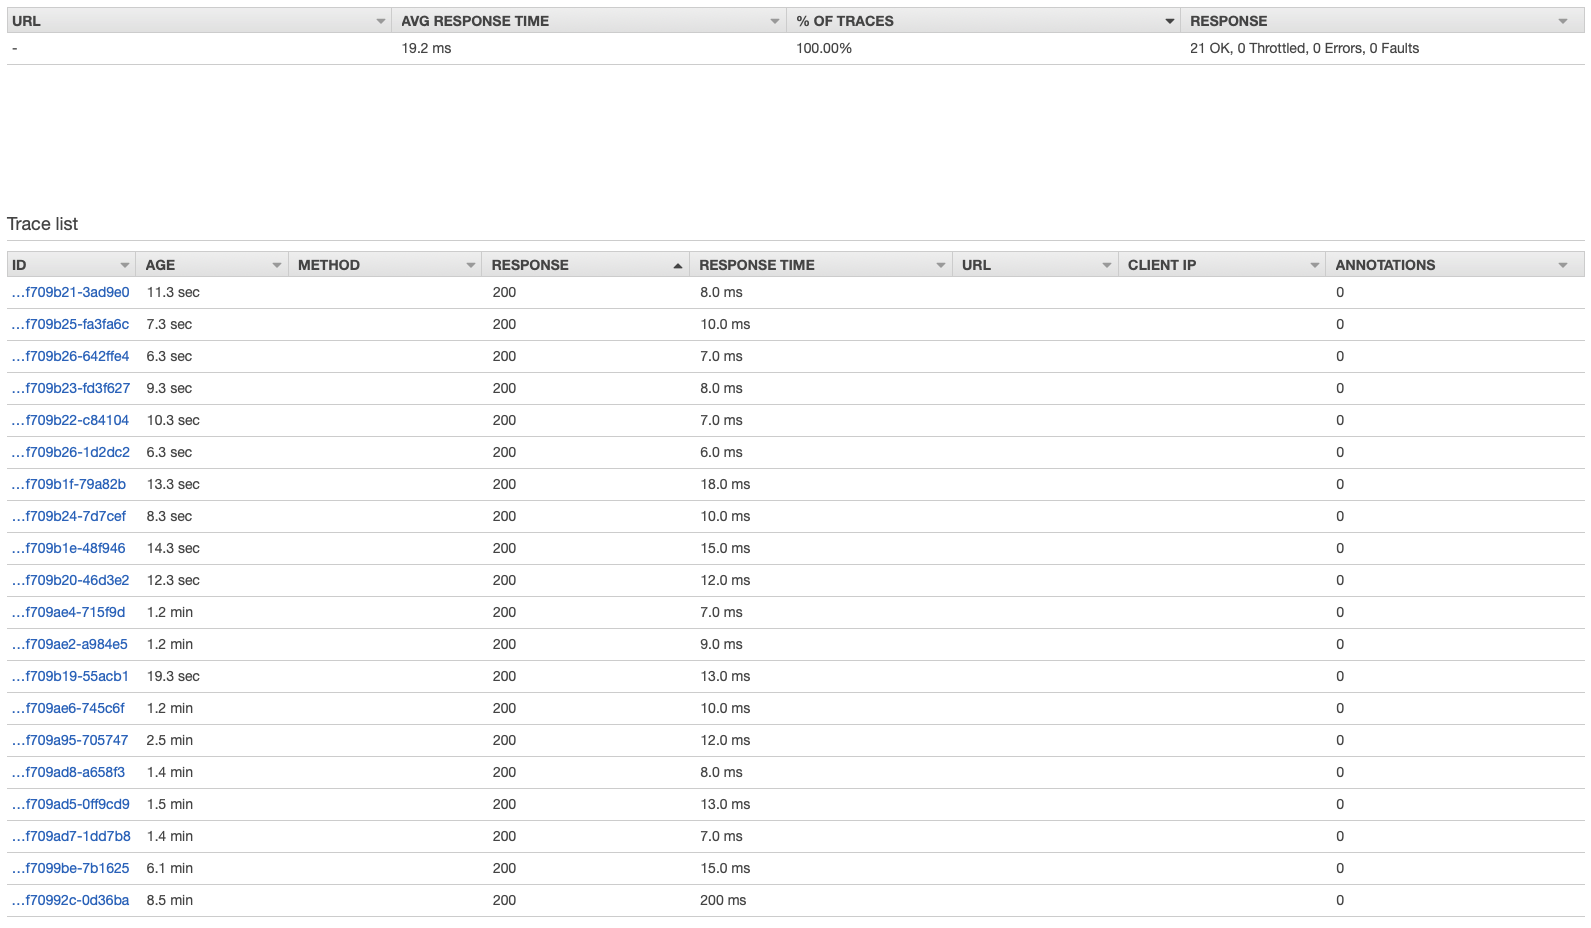 URL AVG RESPONSE TIME % OF TRACES RESPONSE
- 19.2 ms 100.00% 21 OK, 0 Throttled, 0 Errors, 0 Faults
Trace list
ID AGE METHOD RESPONSE RESPONSE TIME URL CLIENT IP ANNOTATIONS
...f709b21-3ad9e0 11.3 sec 200 8.0 ms 0
...f709b25-fa3fa6c 7.3 sec 200 10.0 ms 0
...f709b26-642ffe4 6.3 sec 200 7.0 ms 0
...f709b23-fd3f627 9.3 sec 200 8.0 ms 0
...f709b22-c84104 10.3 sec 200 7.0 ms 0
...f709b26-1d2dc2 6.3 sec 200 6.0 ms 0
...f709b1f-79a82b 13.3 sec 200 18.0 ms 0
...f709b24-7d7cef 8.3 sec 200 10.0 ms 0
...f709b1e-48f946 14.3 sec 200 15.0 ms 0
...f709b20-46d3e2 12.3 sec 200 12.0 ms 0
...f709ae4-715f9d 1.2 min 200 7.0 ms 0
...f709ae2-a984e5 1.2 min 200 9.0 ms 0
...f709b19-55acb1 19.3 sec 200 13.0 ms 0
...f709ae6-745c6f 1.2 min 200 10.0 ms 0
...f709a95-705747 2.5 min 200 12.0 ms 0
...f709ad8-a658f3 1.4 min 200 8.0 ms 0
...f709ad5-0ff9cd9 1.5 min 200 13.0 ms 0
...f709ad7-1dd7b8 1.4 min 200 7.0 ms 0
...f7099be-7b1625 6.1 min 200 15.0 ms 0
...f70992c-0d36ba 8.5 min 200 200 ms 0